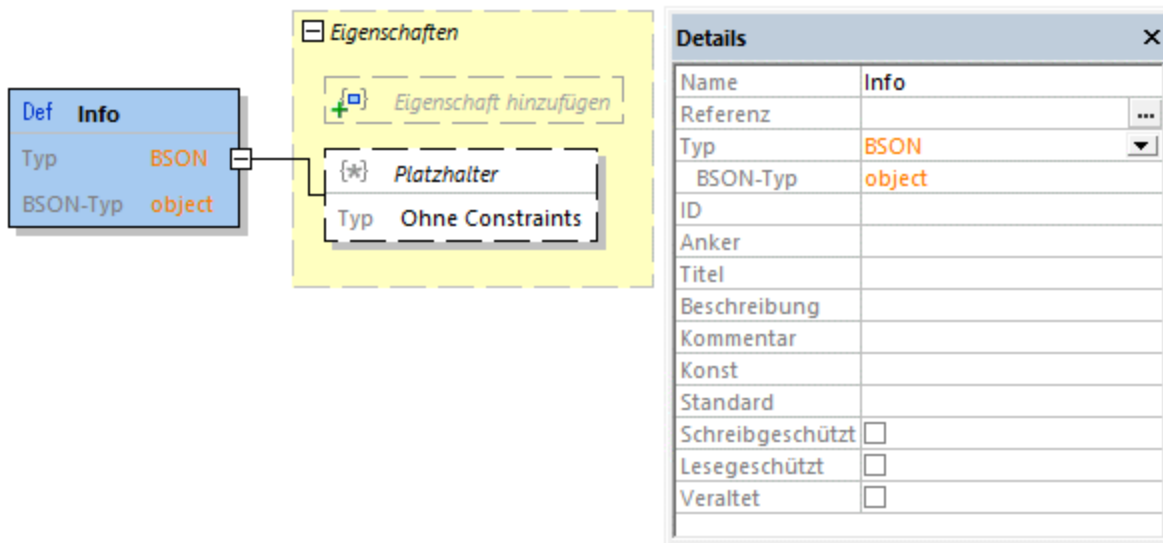 Def Info
Typ BSON
BSON-Typ object
Eigenschaften
Eigenschaft hinzufügen
{*} Platzhalter
Typ Ohne Constraints
Details
Name Info
Referenz ...
Typ BSON
BSON-Typ object
ID
Anker
Titel
Beschreibung
Kommentar
Konst
Standard
Schreibgeschützt
Lesegeschützt
Veraltet